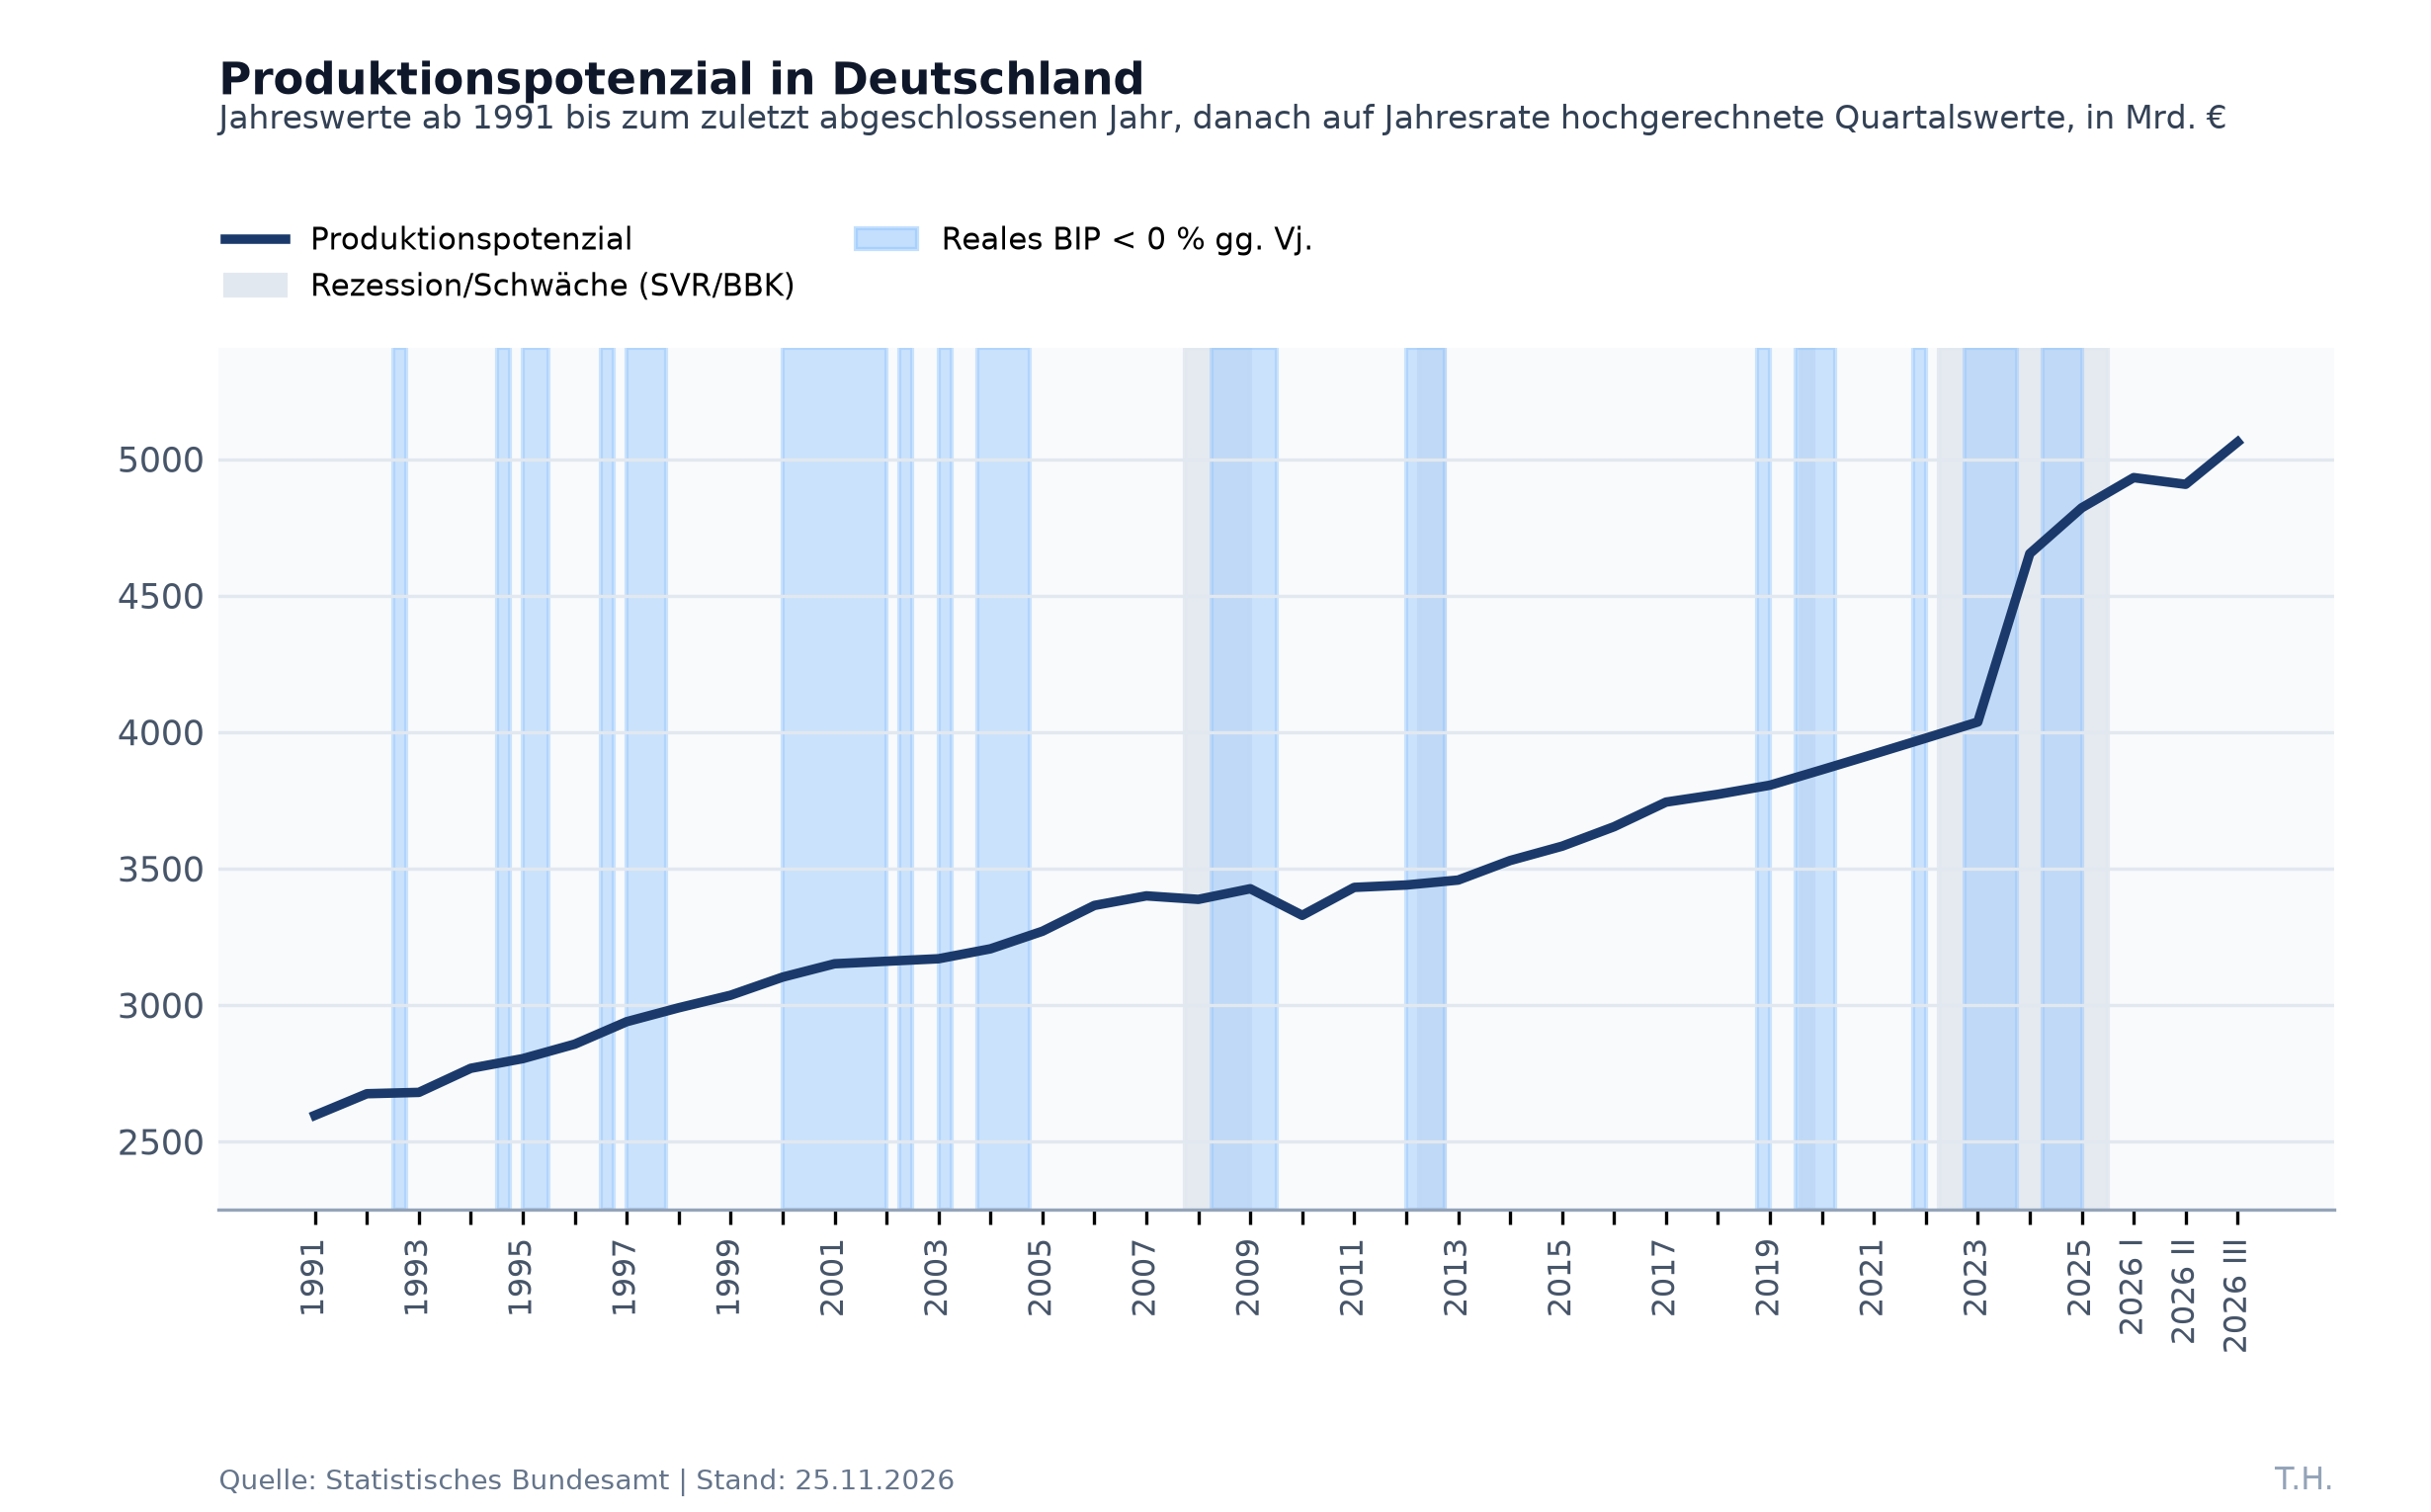 Produktionspotenzial in Deutschland
Jahreswerte ab 1991 bis zum zuletzt abgeschlossenen Jahr, danach auf Jahresrate hochgerechnete Quartalswerte, in Mrd. €
Produktionspotenzial
Reales BIP < 0 % gg. Vj.
Rezession/Schwäche (SVR/BBK)
5000
4500
4000
3500
3000
2500
1991
1993
1995
1997
1999
2001
2003
2005
2007
2009
2011
2013
2015
2017
2019
2021
2023
2025
2026 I
2026 II
2026 III
Quelle: Statistisches Bundesamt | Stand: 25.11.2026
T.H.